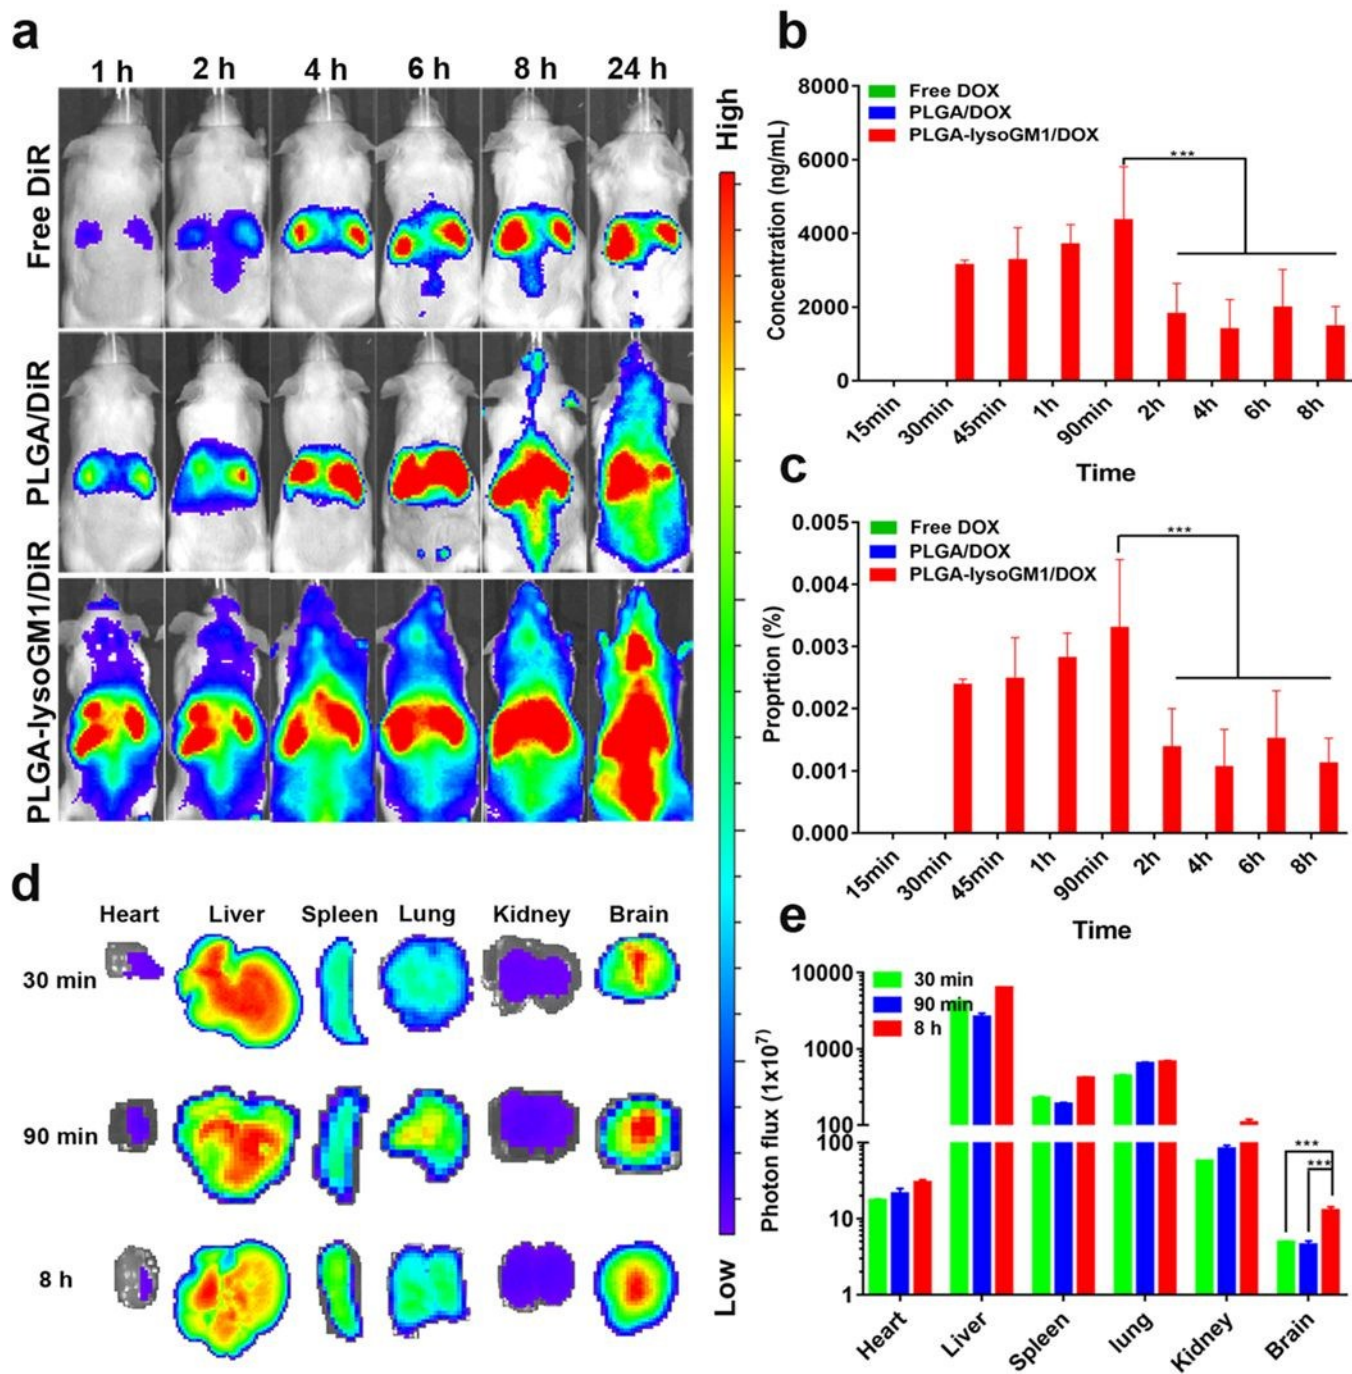 a
1 h 2 h 4 h 6 h 8 h 24 h
Free DiR
PLGA/DiR
PLGA-lysoGM1/DiR
High
Low
b
8000
6000
4000
2000
0
Concentration (ng/mL)
Free DOX
PLGA/DOX
PLGA-lysoGM1/DOX
***
15min 30min 45min 1h 90min 2h 4h 6h 8h
Time
c
0.005
0.004
0.003
0.002
0.001
0.000
Proprtion (%)
Free DOX
PLGA/DOX
PLGA-lysoGM1/DOX
***
15min 30min 45min 1h 90min 2h 4h 6h 8h
Time
d
Heart Liver Spleen Lung Kidney Brain
30 min
90 min
8 h
e
10000
1000
100
100
10
1
Photon flux (1x10⁷)
30 min
90 min
8 h
***
***
Heart Liver Spleen lung Kidney Brain